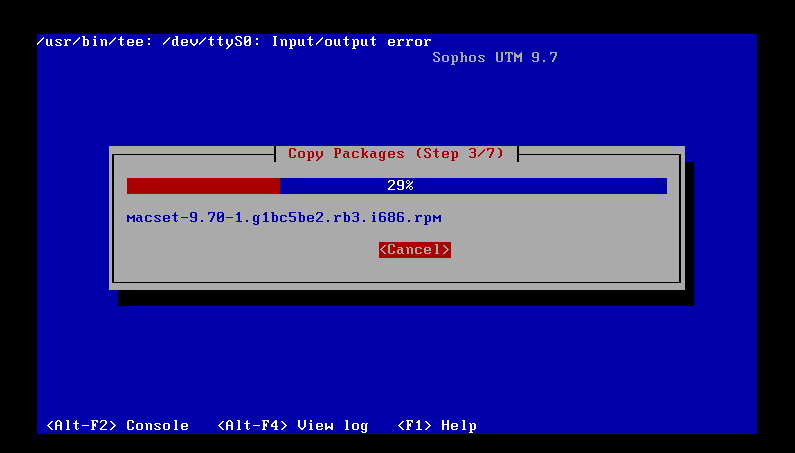 /usr/bin/tee: /dev/ttyS0: Input/output error
Sophos UTM 9.7
Copy Packages (Step 3/7)
29%
macset-9.70-1.g1bc5be2.rb3.i686.rpm
<Cancel>
<Alt-F2> Console <Alt-F4> View log <F1> Help